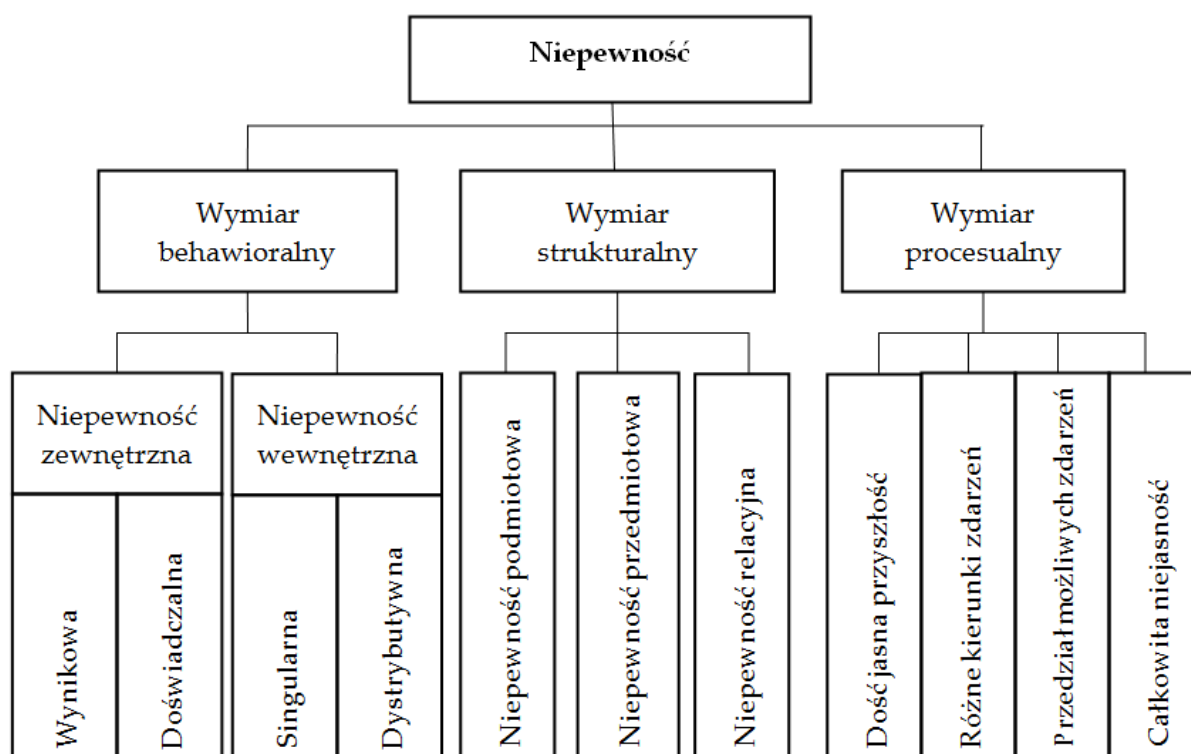 Niepewność
Wymiar
behawioralny
Wymiar
strukturalny
Wymiar
procesualny
Niepewność
zewnętrzna
Niepewność
wewnętrzna
Wynikowa
Doświadczalna
Singularna
Dystrybutywna
Niepewność podmiotowa
Niepewność przedmiotowa
Niepewność relacyjna
Dość jasna przyszłość
Różne kierunki zdarzeń
Przedział możliwych zdarzeń
Całkowita niejasność